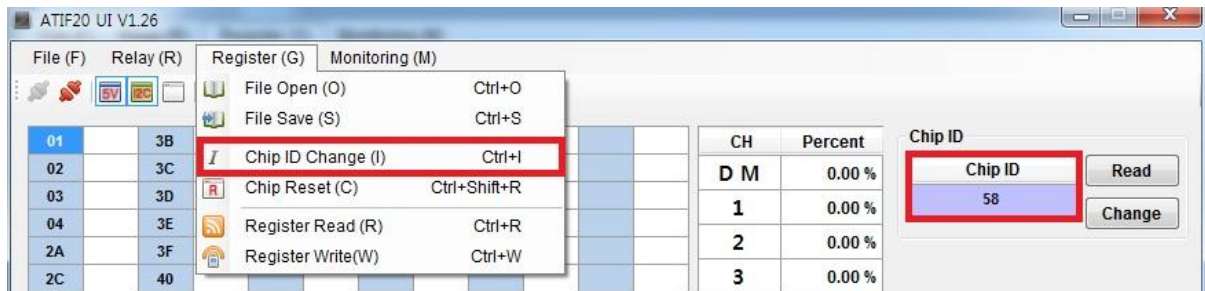 ATIF20 UI V1.26
File (F) Relay (R) Register (G) Monitoring (M)
5V I2C
File Open (O) Ctrl+O
File Save (S) Ctrl+S
I Chip ID Change (I) Ctrl+I
R Chip Reset (C) Ctrl+Shift+R
Register Read (R) Ctrl+R
Register Write(W) Ctrl+W
01 3B
02 3C
03 3D
04 3E
2A 3F
2C 40
CH Percent
D M 0.00 %
1 0.00 %
2 0.00 %
3 0.00 %
Chip ID
Chip ID Read
58 Change